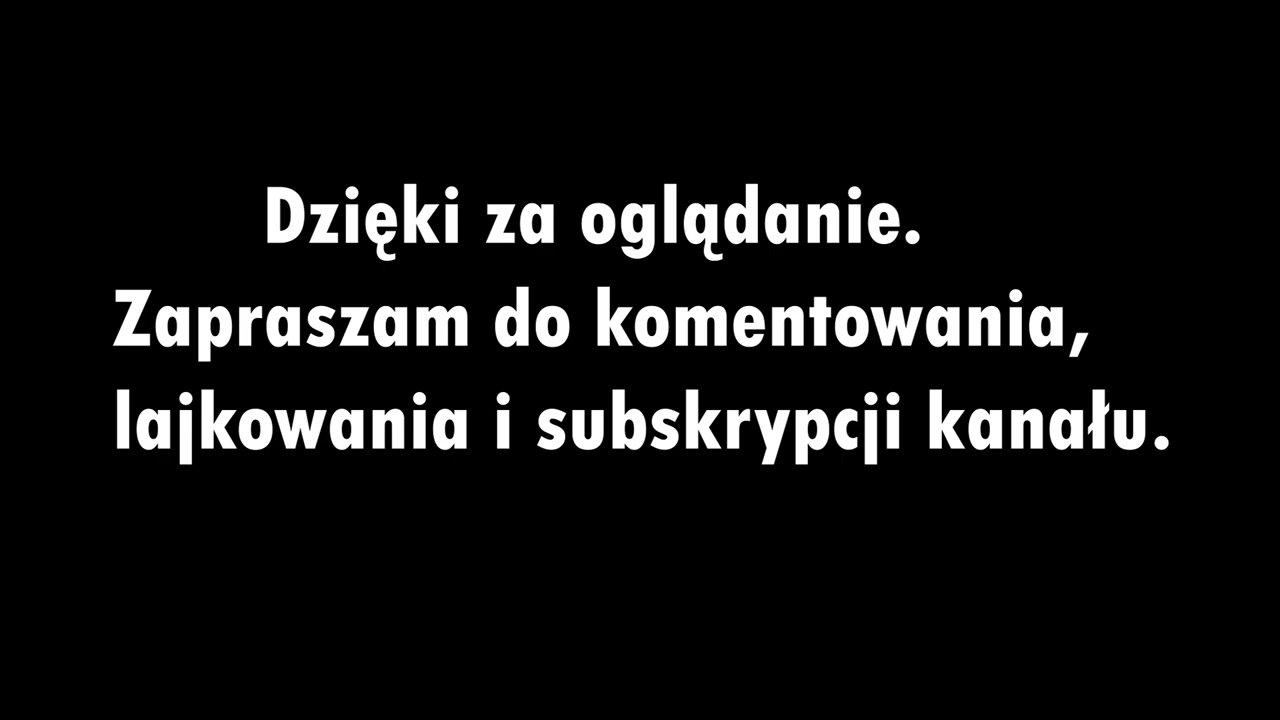 Dzięki za oglądanie.
Zapraszam do komentowania,
lajkowania i subskrypcji kanału.